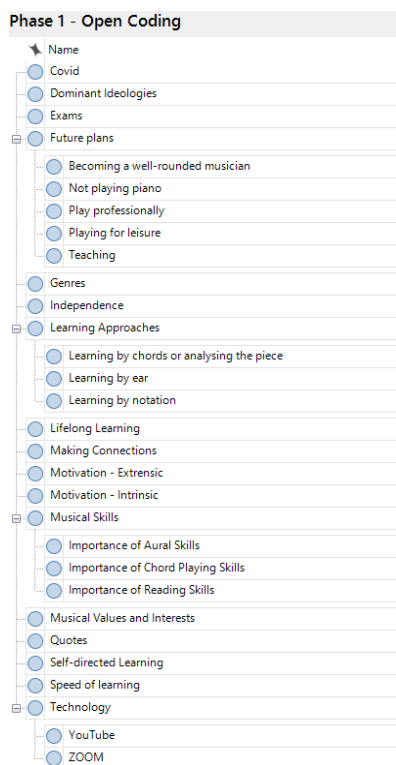 Phase 1 - Open Coding
Name
Covid
Dominant Ideologies
Exams
Future plans
Becoming a well-rounded musician
Not playing piano
Play professionally
Playing for leisure
Teaching
Genres
Independence
Learning Approaches
Learning by chords or analysing the piece
Learning by ear
Learning by notation
Lifelong Learning
Making Connections
Motivation - Extrensic
Motivation - Intrinsic
Musical Skills
Importance of Aural Skills
Importance of Chord Playing Skills
Importance of Reading Skills
Musical Values and Interests
Quotes
Self-directed Learning
Speed of learning
Technology
YouTube
ZOOM